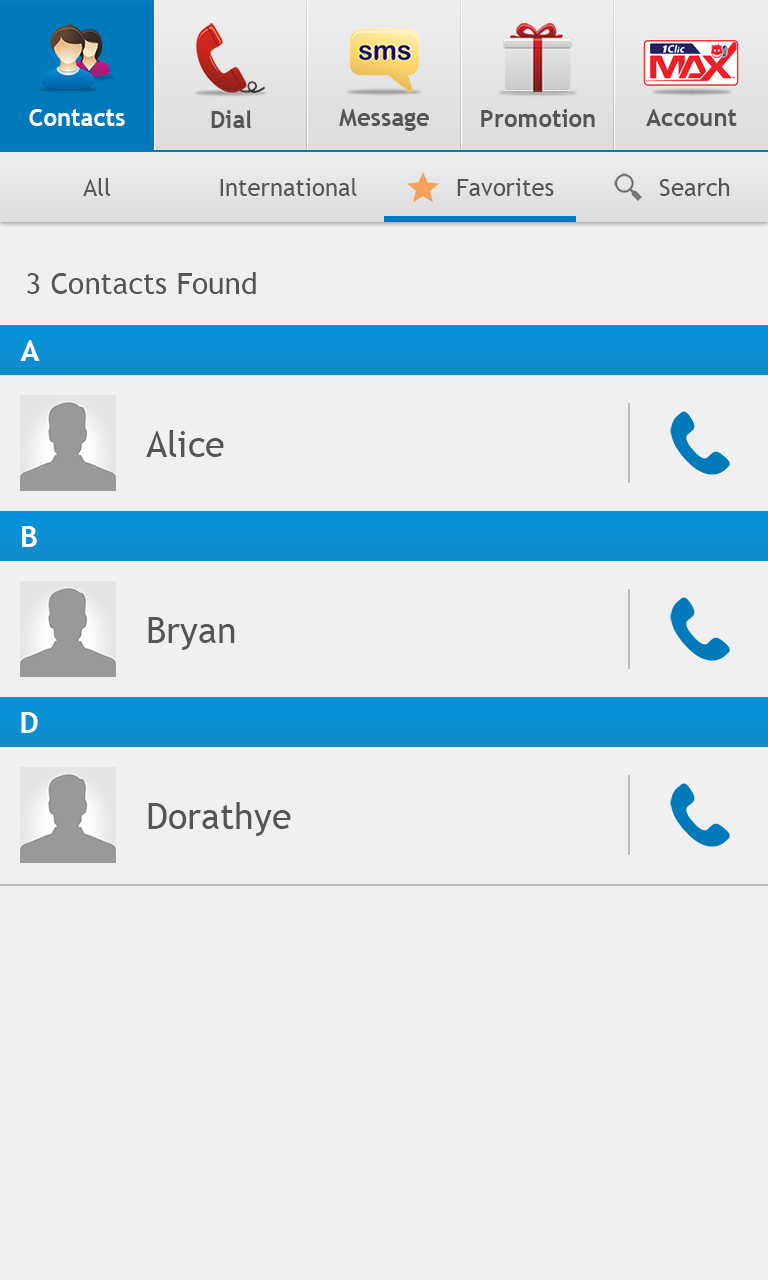 sms
1Clic
MAX
Contacts
Dial
Message
Promotion
Account
All
International
Favorites
Search
3 Contacts Found
A
Alice
B
Bryan
D
Dorathye